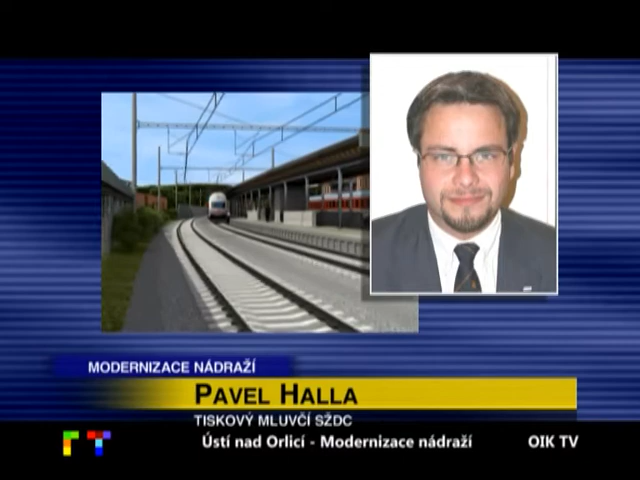 MODERNIZACE NÁDRAŽÍ
PAVEL HALLA
TISKOVÝ MLUVČÍ SŽDC
Ústí nad Orlicí - Modernizace nádraží
OIK TV